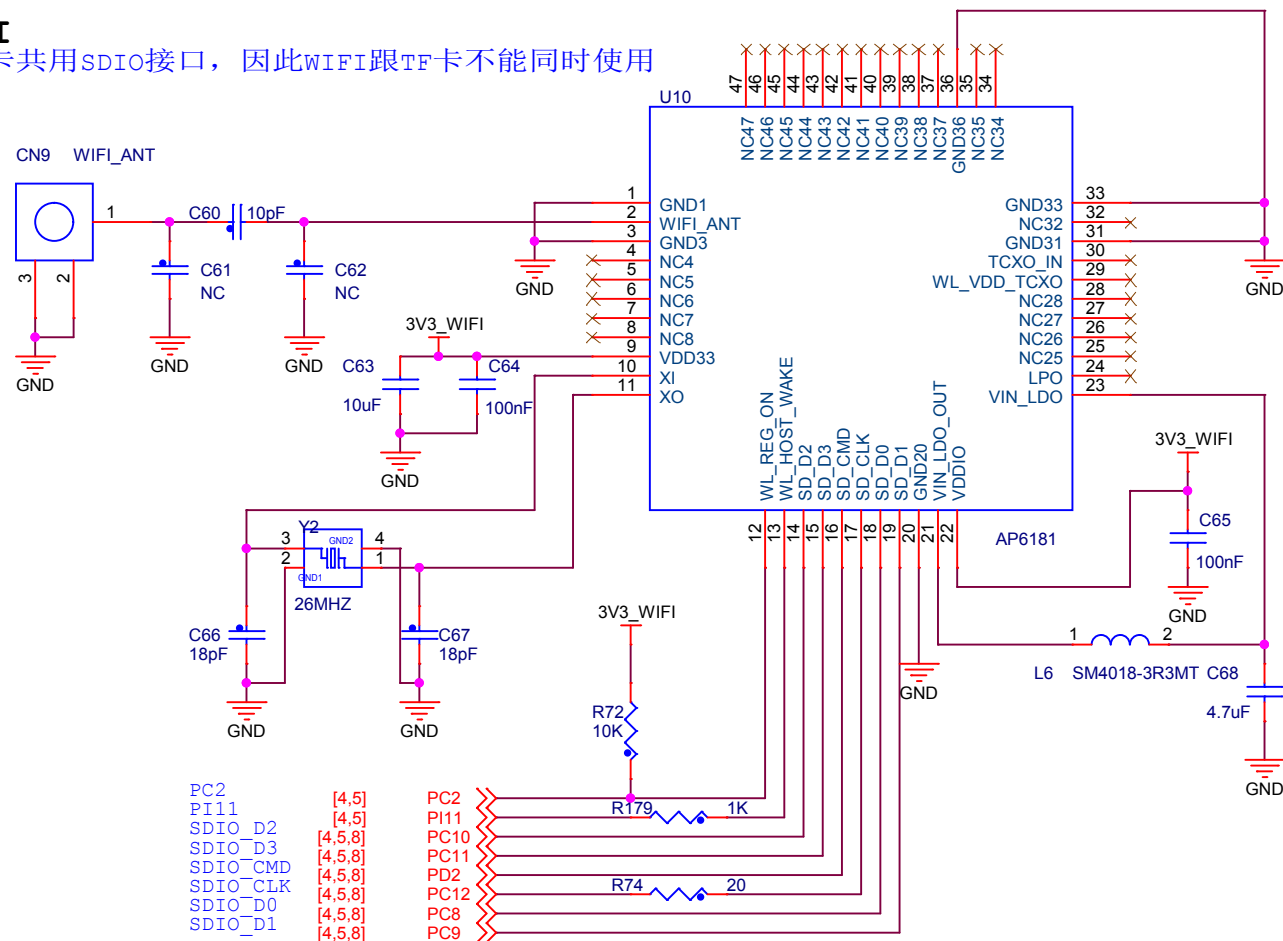 卡共用SDIO接口，因此WIFI跟TF卡不能同时使用
47
46
45
44
43
42
41
40
39
38
37
36
35
34
U10
NC47
NC46
NC45
NC44
NC43
NC42
NC41
NC40
NC39
NC38
NC37
GND36
NC35
NC34
CN9 WIFI_ANT
1
3
2
GND
C60 10pF
C61
NC
GND
C62
NC
GND
GND
1 GND1
2 WIFI_ANT
3 GND3
4 NC4
5 NC5
6 NC6
7 NC7
8 NC8
9 VDD33
10 XI
11 XO
GND33 33
NC32 32
GND31 31
TCXO_IN 30
WL_VDD_TCXO 29
NC28 28
NC27 27
NC26 26
NC25 25
LPO 24
VIN_LDO 23
GND
3V3_WIFI
C63
10uF
C64
100nF
GND
WL_REG_ON
WL_HOST_WAKE
SD_D2
SD_D3
SD_CMD
SD_CLK
SD_D0
SD_D1
GND20
VIN_LDO_OUT
VDDIO
12
13
14
15
16
17
18
19
20
21
22
AP6181
3V3_WIFI
C65
100nF
GND
Y2
3
2
4
1
GND2
GND1
26MHZ
C66
18pF
GND
C67
18pF
GND
3V3_WIFI
R72
10K
GND
1 2
L6 SM4018-3R3MT
C68
4.7uF
GND
PC2 [4,5] PC2
PI11 [4,5] PI11 R179 1K
SDIO_D2 [4,5,8] PC10
SDIO_D3 [4,5,8] PC11
SDIO_CMD [4,5,8] PD2
SDIO_CLK [4,5,8] PC12 R74 20
SDIO_D0 [4,5,8] PC8
SDIO_D1 [4,5,8] PC9